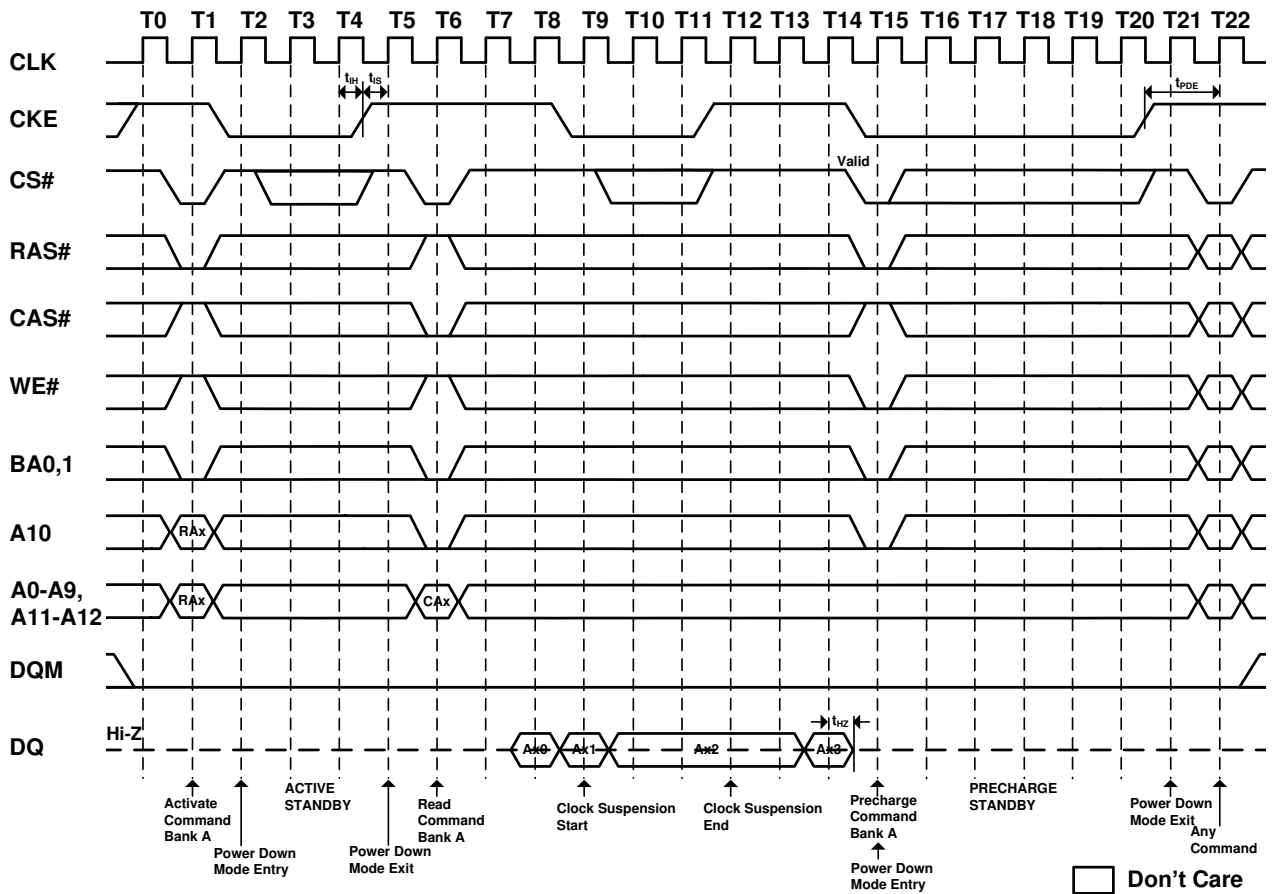 T0 T1 T2 T3 T4 T5 T6 T7 T8 T9 T10 T11 T12 T13 T14 T15 T16 T17 T18 T19 T20 T21 T22
CLK
tIH tIS
tPDE
CKE
Valid
CS#
RAS#
CAS#
WE#
BA0,1
A10
RAx
A0-A9,
A11-A12
RAx
CAx
DQM
Hi-Z
tHZ
DQ
Ax0 Ax1 Ax2 Ax3
Activate
Command
Bank A
Power Down
Mode Entry
ACTIVE
STANDBY
Power Down
Mode Exit
Read
Command
Bank A
Clock Suspension
Start
Clock Suspension
End
Precharge
Command
Bank A
Power Down
Mode Entry
PRECHARGE
STANDBY
Power Down
Mode Exit
Any
Command
Don't Care